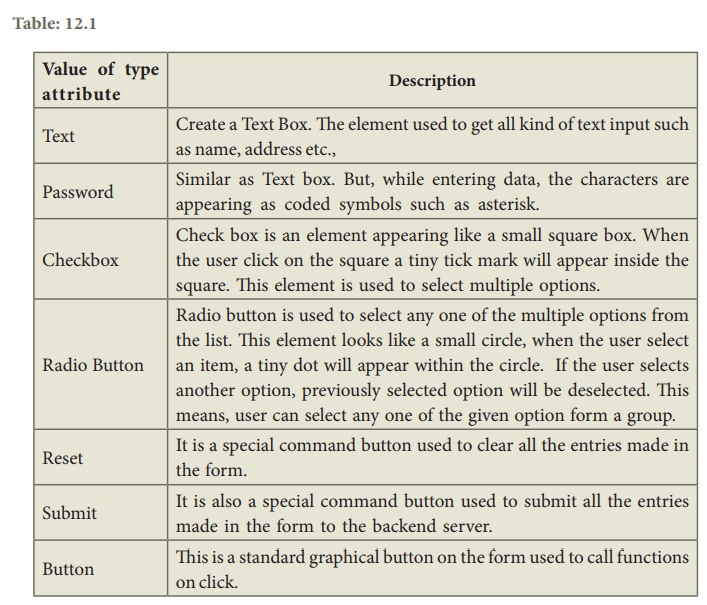 Table: 12.1
Value of type
attribute
Description
Text
Create a Text Box. The element used to get all kind of text input such
as name, address etc.,
Password
Similar as Text box. But, while entering data, the characters are
appearing as coded symbols such as asterisk.
Checkbox
Check box is an element appearing like a small square box. When
the user click on the square a tiny tick mark will appear inside the
square. This element is used to select multiple options.
Radio Button
Radio button is used to select any one of the multiple options from
the list. This element looks like a small circle, when the user select
an item, a tiny dot will appear within the circle. If the user selects
another option, previously selected option will be deselected. This
means, user can select any one of the given option form a group.
Reset
It is a special command button used to clear all the entries made in
the form.
Submit
It is also a special command button used to submit all the entries
made in the form to the backend server.
Button
This is a standard graphical button on the form used to call functions
on click.